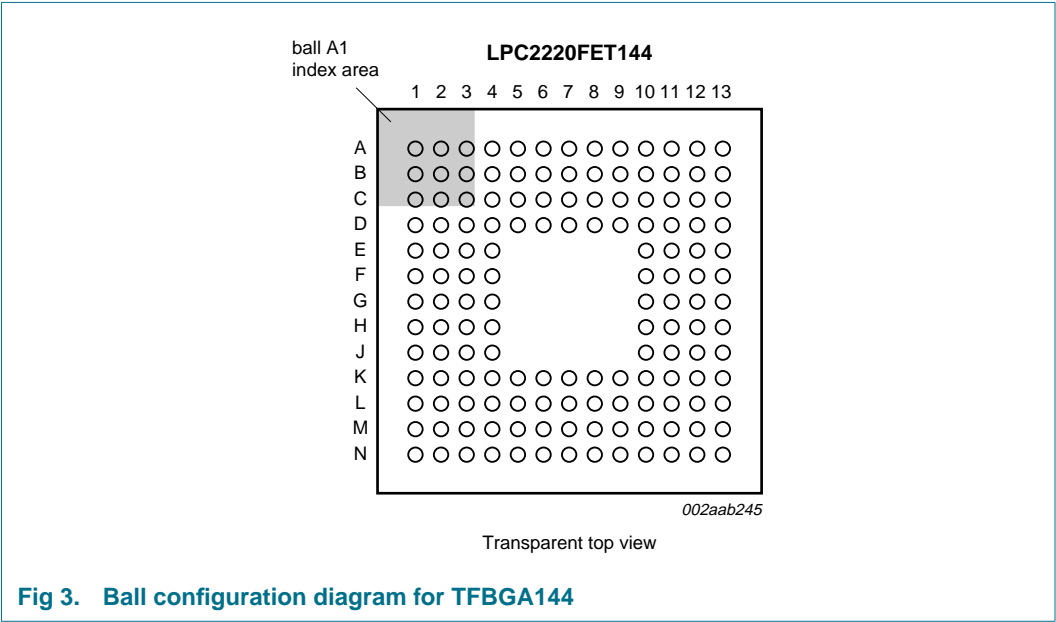 ball A1
index area
LPC2220FET144
1 2 3 4 5 6 7 8 9 10 11 12 13
A
B
C
D
E
F
G
H
J
K
L
M
N
002aab245
Transparent top view
Fig 3. Ball configuration diagram for TFBGA144